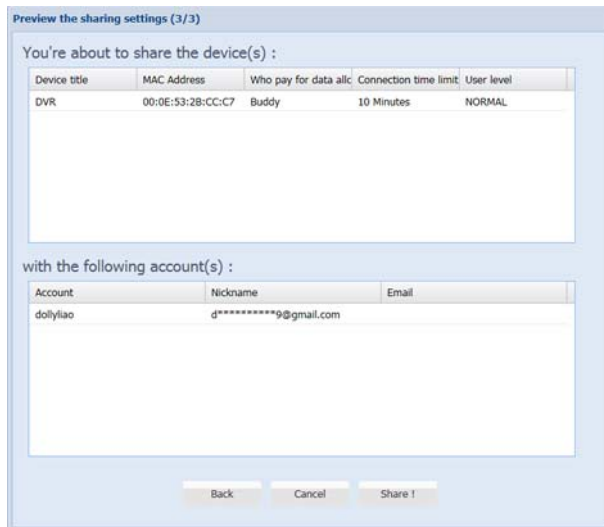 Preview the sharing settings (3/3)
You're about to share the device(s) :
Device title MAC Address Who pay for data allc Connection time limit User level
DVR 00:0E:53:2B:CC:C7 Buddy 10 Minutes NORMAL
with the following account(s) :
Account Nickname Email
dollyliao d**********9@gmail.com
Back Cancel Share !